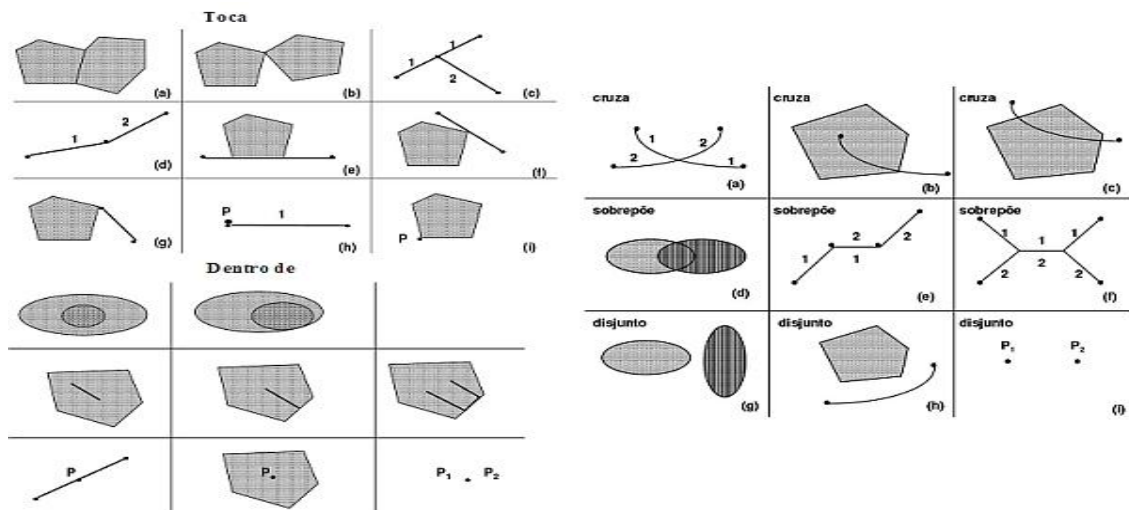 Toca
1
1
2
(a)
(b)
(c)
2
1
(d)
(e)
(f)
P
1
(g)
(h)
P
(i)
Dentro de
P
P
P1 P2
cruza
cruza
cruza
1
2
2
1
(a)
(b)
(c)
sobrepõe
sobrepõe
sobrepõe
2
2
1
1
1
1
1
2
2
2
(d)
(e)
(f)
disjunto
disjunto
disjunto
P1
P2
(g)
(h)
(i)